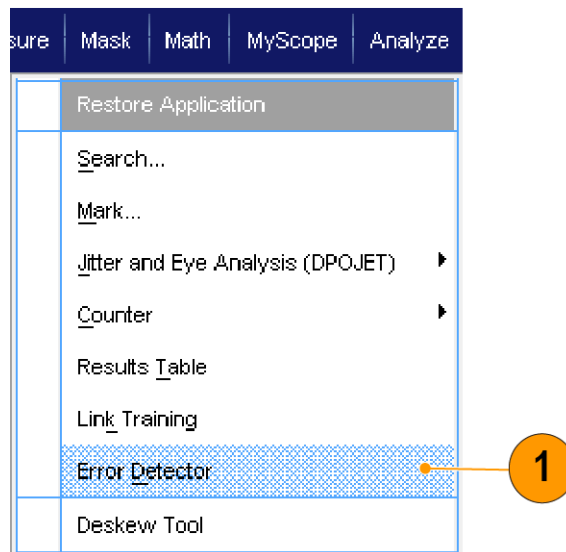 sure Mask Math MyScope Analyze
Restore Application
Search...
Mark...
Jitter and Eye Analysis (DPOJET)
Counter
Results Table
Link Training
Error Detector
1
Deskew Tool